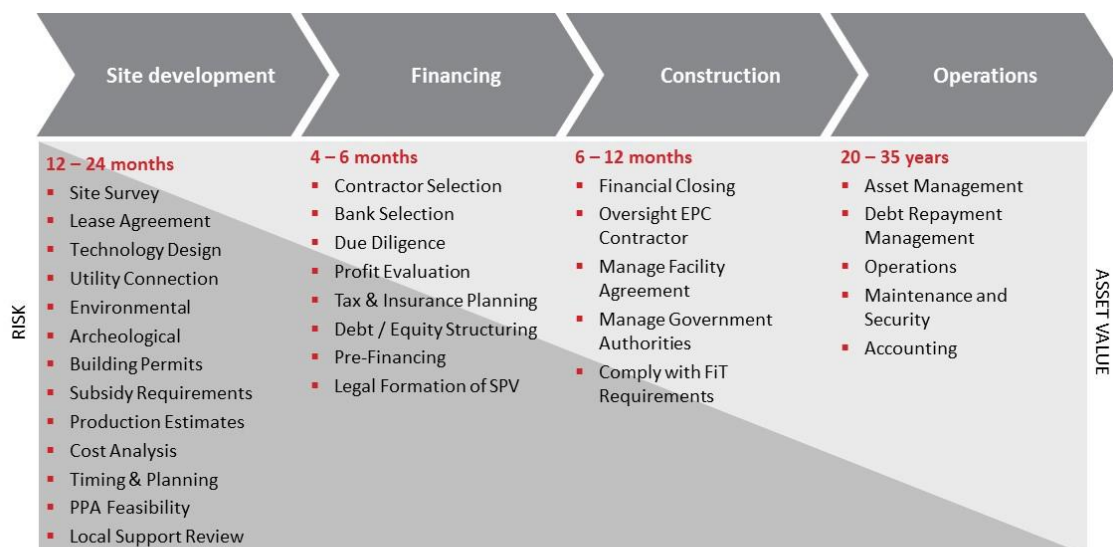 Site development
Financing
Construction
Operations
12 – 24 months
Site Survey
Lease Agreement
Technology Design
Utility Connection
Environmental
Archeological
Building Permits
Subsidy Requirements
Production Estimates
Cost Analysis
Timing & Planning
PPA Feasibility
Local Support Review
4 – 6 months
Contractor Selection
Bank Selection
Due Diligence
Profit Evaluation
Tax & Insurance Planning
Debt / Equity Structuring
Pre-Financing
Legal Formation of SPV
6 – 12 months
Financial Closing
Oversight EPC
Contractor
Manage Facility
Agreement
Manage Government
Authorities
Comply with FiT
Requirements
20 – 35 years
Asset Management
Debt Repayment
Management
Operations
Maintenance and
Security
Accounting
RISK
ASSET VALUE